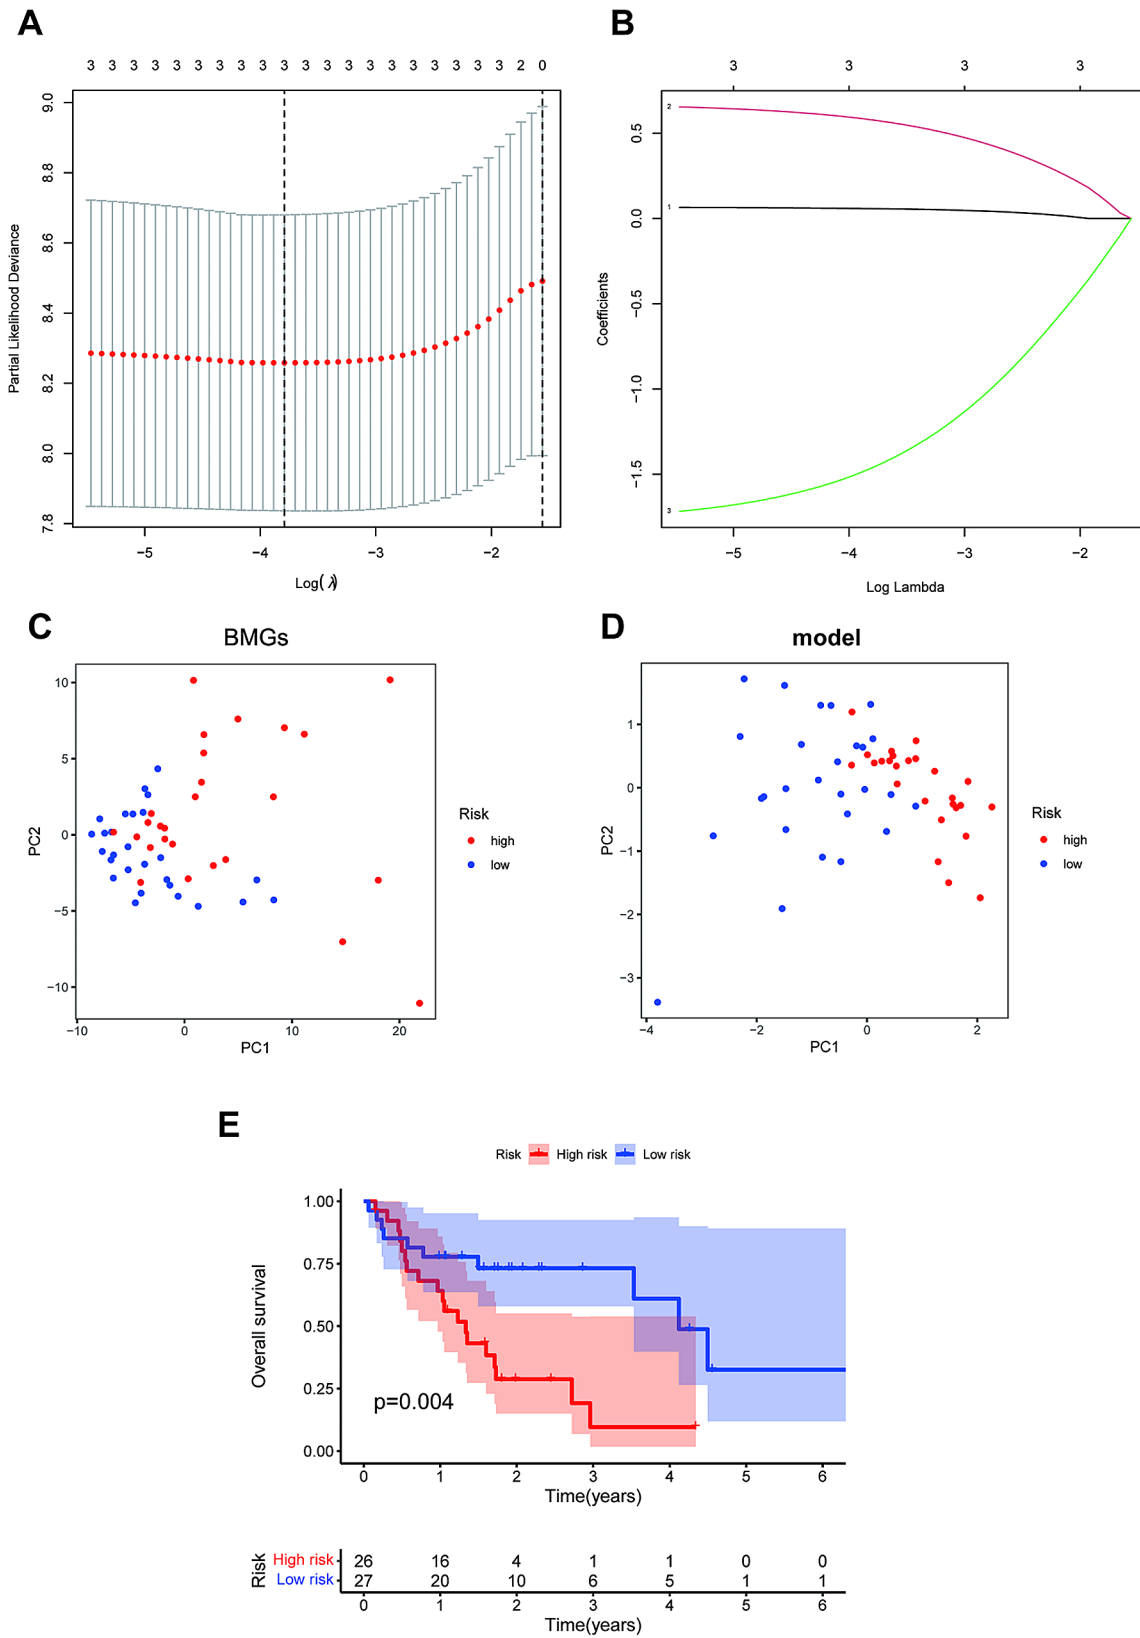 A
3 3 3 3 3 3 3 3 3 3 3 3 3 3 3 3 3 3 3 3 2 0
9.0
8.8
8.6
8.4
8.2
8.0
7.8
Partial Likelihood Deviance
−5 −4 −3 −2
Log(λ)
B
3 3 3 3
2
1
3
0.5
0.0
−0.5
−1.0
−1.5
Coefficients
−5 −4 −3 −2
Log Lambda
C
BMGs
10
5
0
−5
−10
PC2
−10 0 10 20
PC1
Risk
high
low
D
model
1
0
−1
−2
−3
PC2
−4 −2 0 2
PC1
Risk
high
low
E
Risk High risk Low risk
1.00
0.75
0.50
0.25
0.00
Overall survival
p=0.004
0 1 2 3 4 5 6
Time(years)
Risk
High risk 26 16 4 1 1 0 0
Low risk 27 20 10 6 5 1 1
0 1 2 3 4 5 6
Time(years)